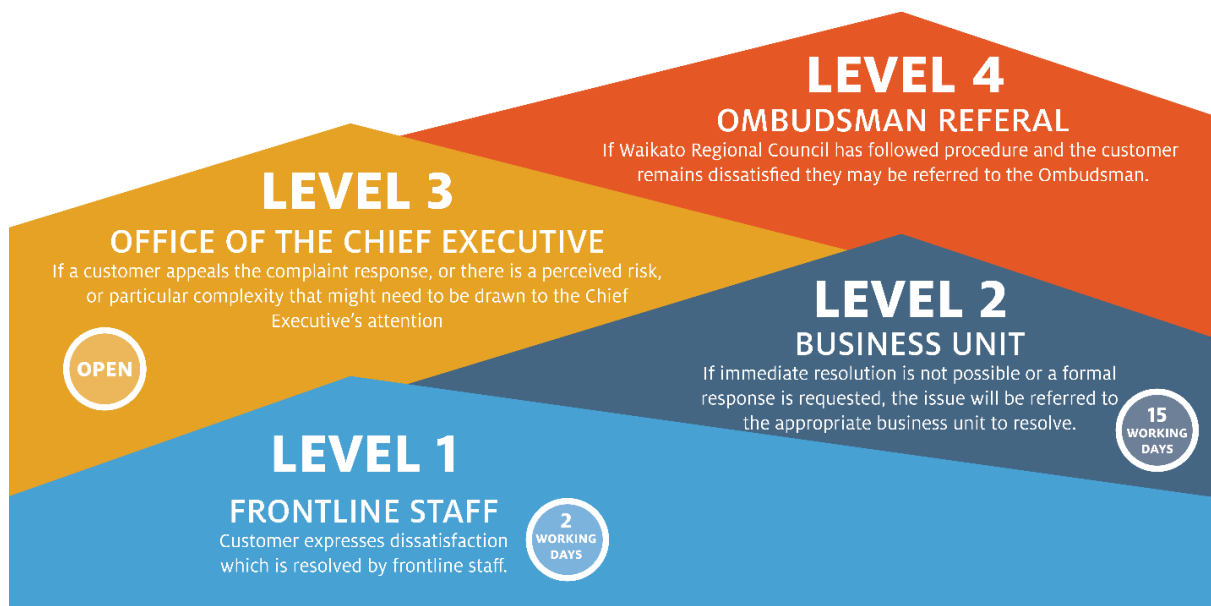 LEVEL 4
OMBUDSMAN REFERAL
If Waikato Regional Council has followed procedure and the customer
remains dissatisfied they may be referred to the Ombudsman.
LEVEL 3
OFFICE OF THE CHIEF EXECUTIVE
If a customer appeals the complaint response, or there is a perceived risk,
or particular complexity that might need to be drawn to the Chief
Executive’s attention
OPEN
LEVEL 2
BUSINESS UNIT
If immediate resolution is not possible or a formal
response is requested, the issue will be referred to
the appropriate business unit to resolve.
15
WORKING
DAYS
LEVEL 1
FRONTLINE STAFF
Customer expresses dissatisfaction
which is resolved by frontline staff.
2
WORKING
DAYS